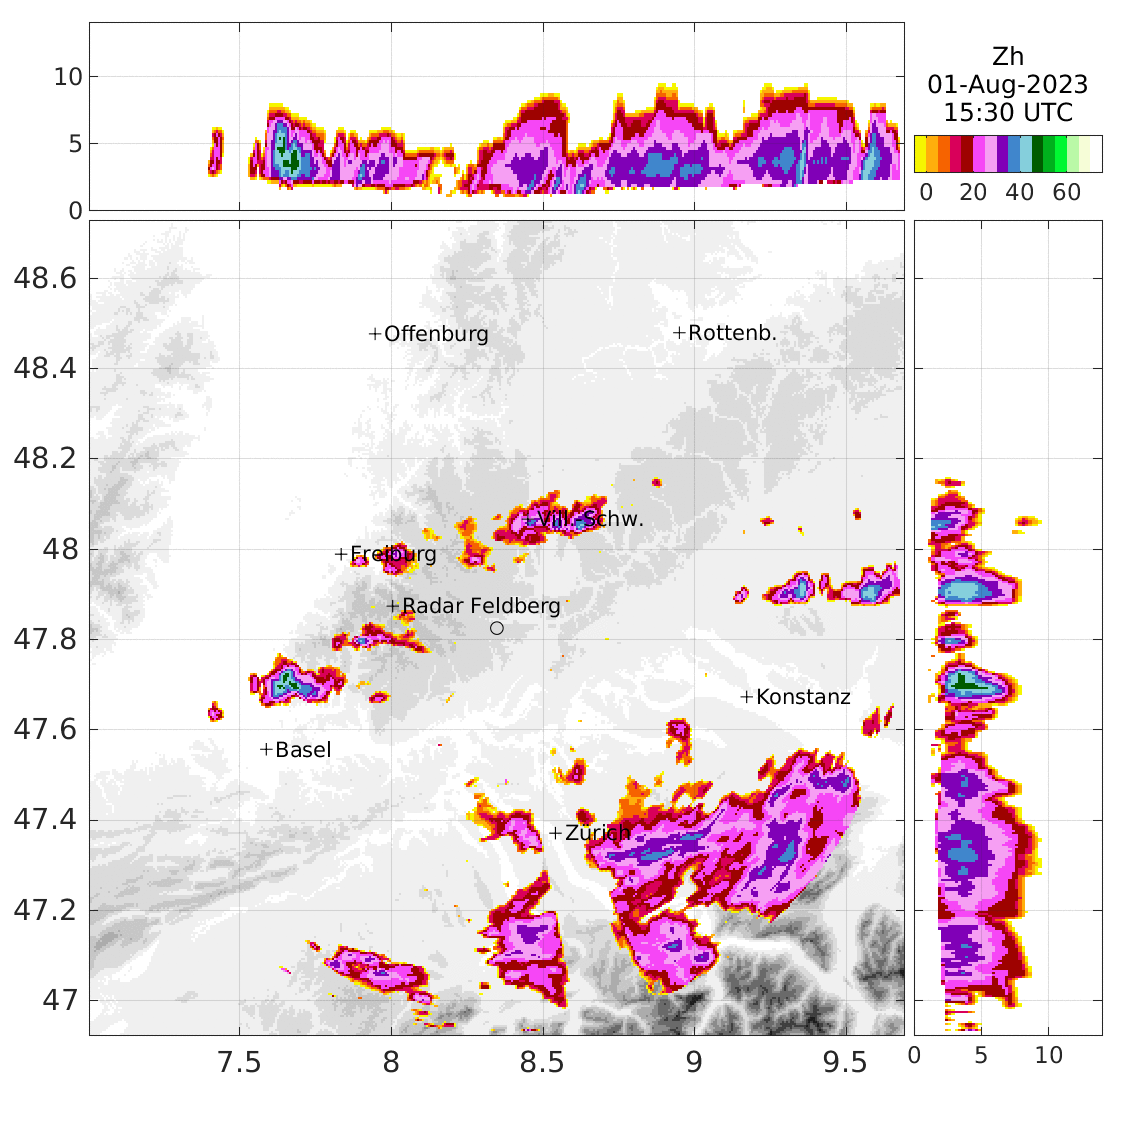 10
5
0
Zh
01-Aug-2023
15:30 UTC
0 20 40 60
48.6
48.4
48.2
48
47.8
47.6
47.4
47.2
47
Offenburg
Rottenb.
Vill.-Schw.
Freiburg
Radar Feldberg
Konstanz
Basel
Zürich
7.5 8 8.5 9 9.5
0 5 10